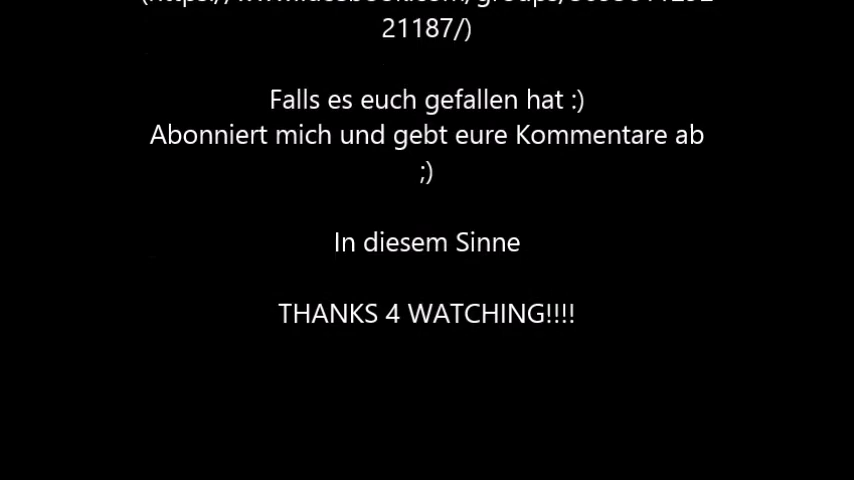 21187/)
Falls es euch gefallen hat :)
Abonniert mich und gebt eure Kommentare ab
;)
In diesem Sinne
THANKS 4 WATCHING!!!!